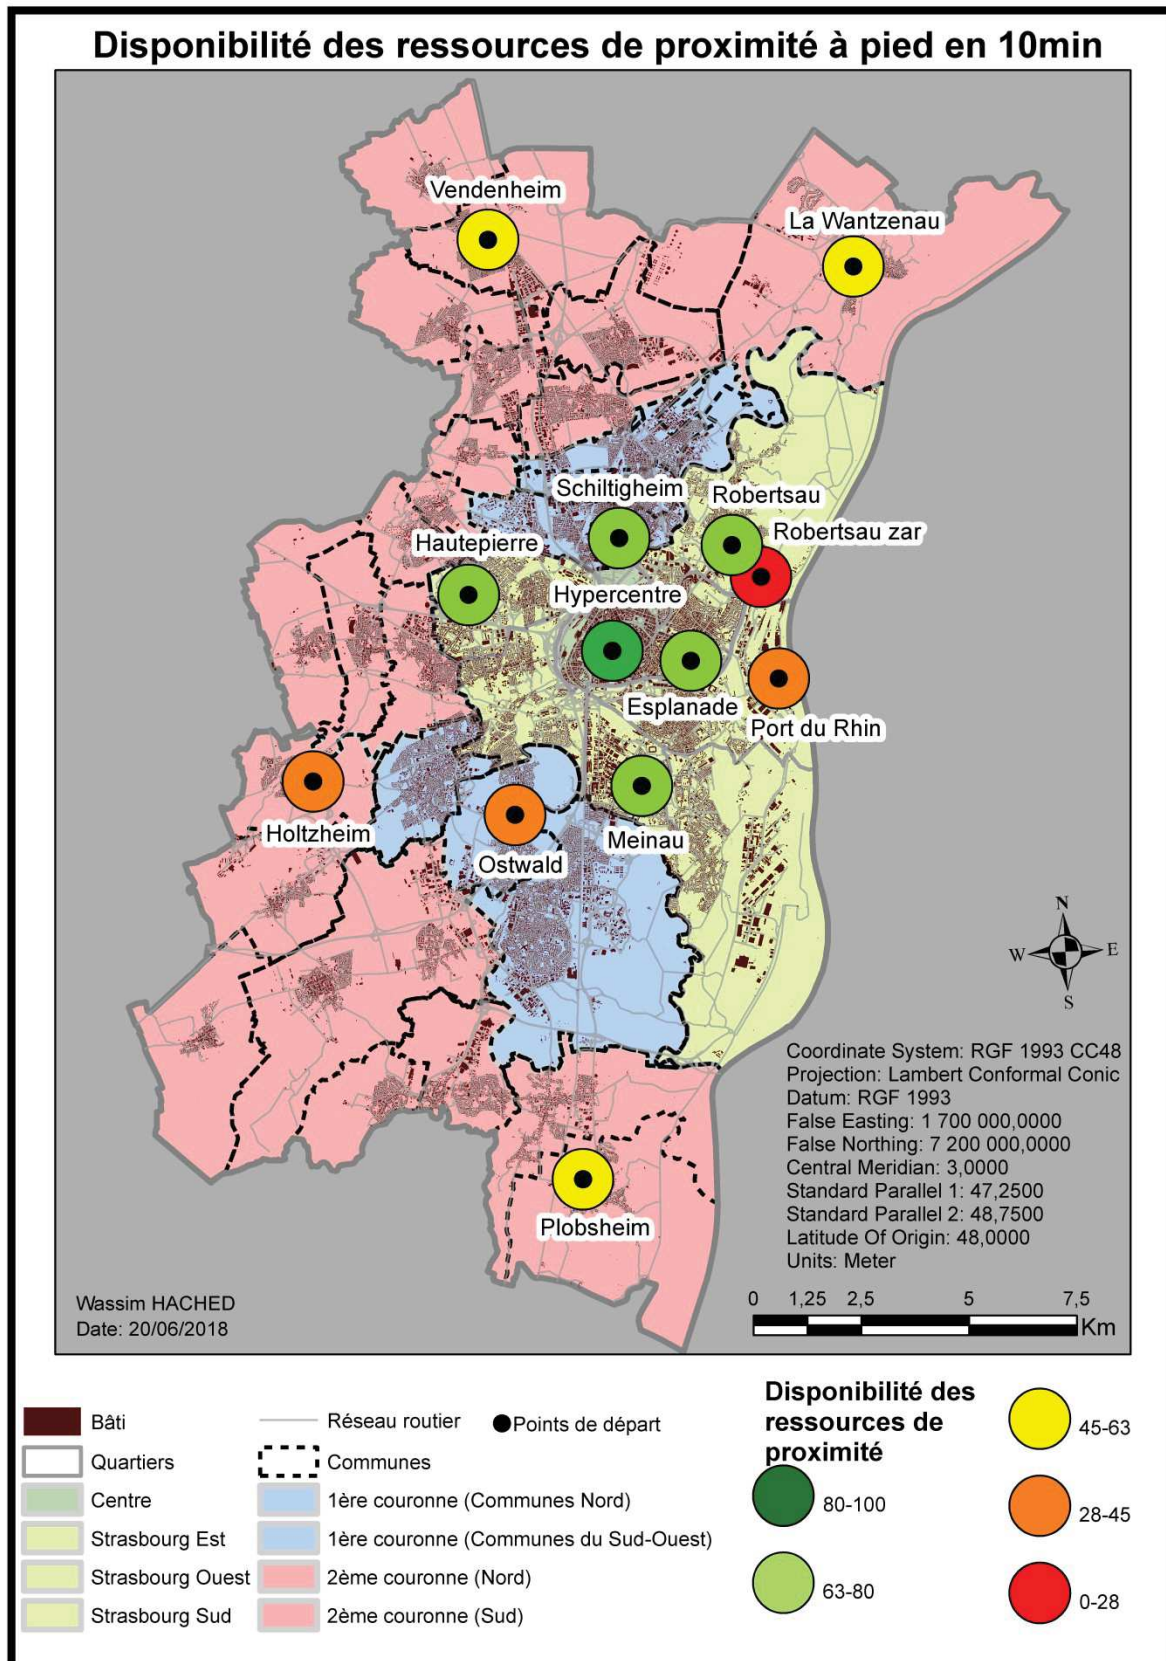 Disponibilité des ressources de proximité à pied en 10min
Vendenheim
La Wantzenau
Schiltigheim
Robertsau
Robertsau zar
Hautepierre
Hypercentre
Esplanade
Port du Rhin
Holtzheim
Ostwald
Meinau
Plobsheim
N
W
E
S
Coordinate System: RGF 1993 CC48
Projection: Lambert Conformal Conic
Datum: RGF 1993
False Easting: 1 700 000,0000
False Northing: 7 200 000,0000
Central Meridian: 3,0000
Standard Parallel 1: 47,2500
Standard Parallel 2: 48,7500
Latitude Of Origin: 48,0000
Units: Meter
Wassim HACHED
Date: 20/06/2018
0 1,25 2,5 5 7,5
Km
Bâti
Quartiers
Centre
Strasbourg Est
Strasbourg Ouest
Strasbourg Sud
Réseau routier
Points de départ
Communes
1ère couronne (Communes Nord)
1ère couronne (Communes du Sud-Ouest)
2ème couronne (Nord)
2ème couronne (Sud)
Disponibilité des
ressources de
proximité
80-100
63-80
45-63
28-45
0-28